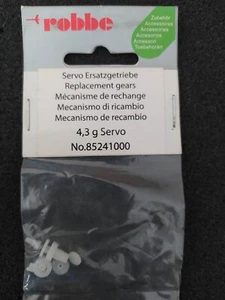 robbe
Zubehör
Accessories
Accessoires
Accesorios
Accessori
Servo Ersatzgetriebe
Replacement gears
Mécanisme de rechange
Mecanismo di ricambio
Mecanismo de recambio
4,3 g Servo
No.85241000